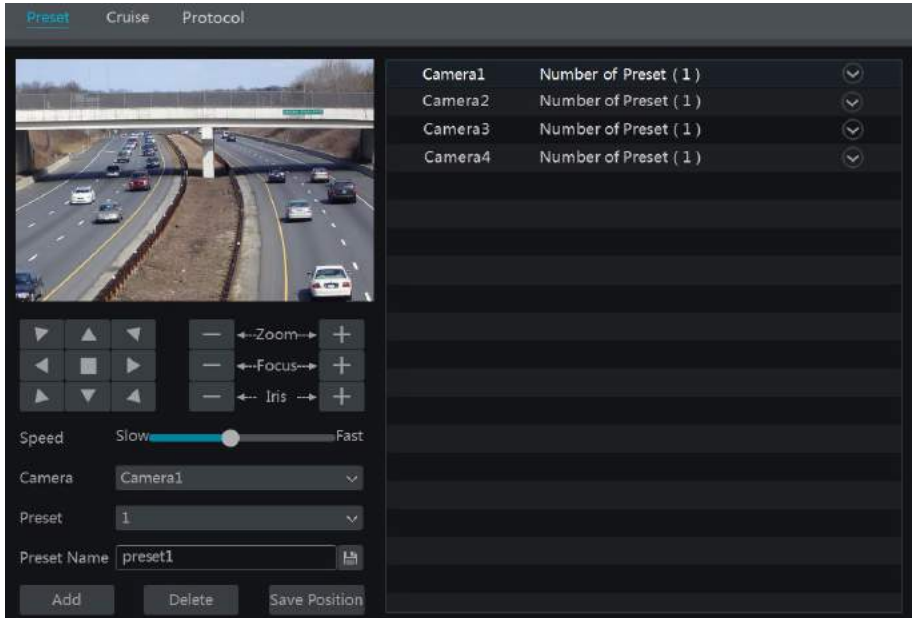 Preset Cruise Protocol
Camera1 Number of Preset ( 1 )
Camera2 Number of Preset ( 1 )
Camera3 Number of Preset ( 1 )
Camera4 Number of Preset ( 1 )
Zoom
Focus
Iris
Speed Slow Fast
Camera Camera1
Preset 1
Preset Name preset1
Add Delete Save Position